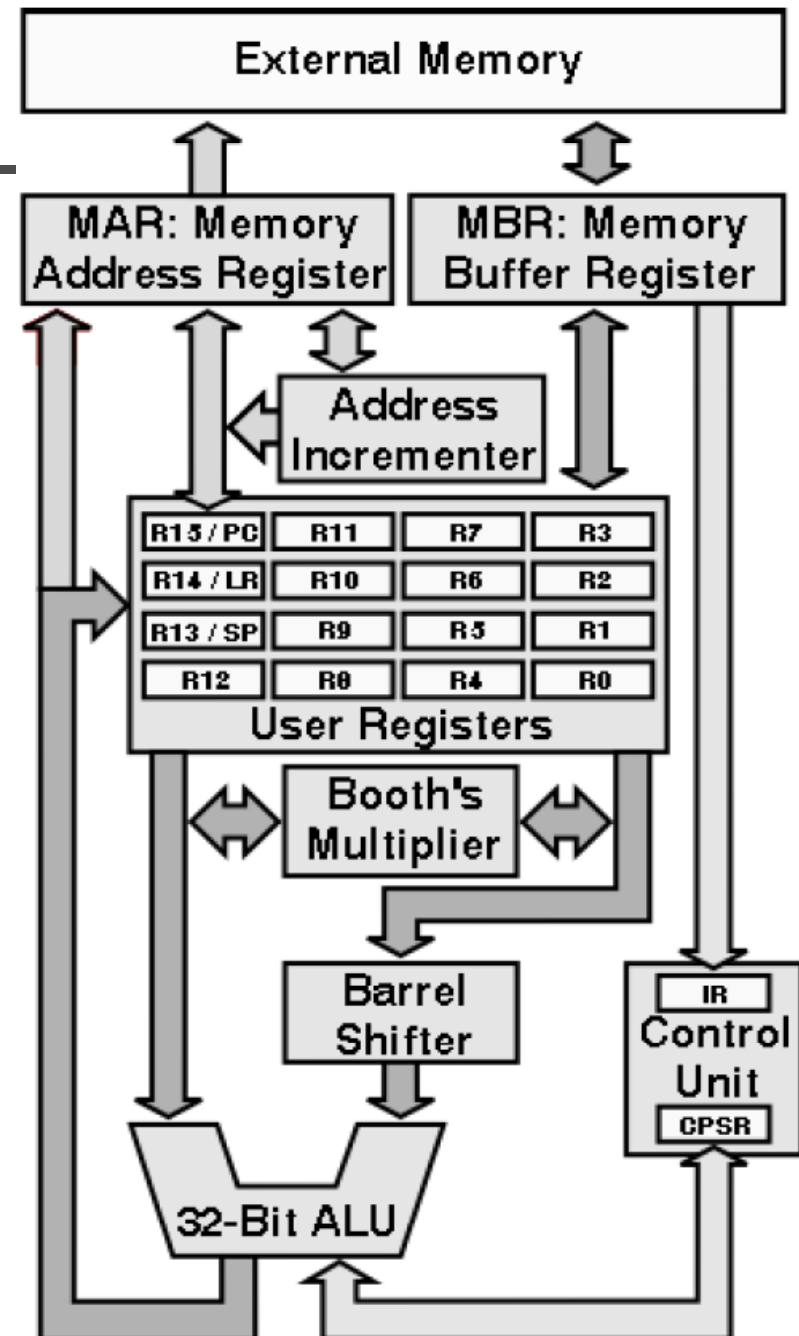 External Memory
MAR: Memory
Address Register
MBR: Memory
Buffer Register
Address
Incrementer
R15 / PC R11 R7 R3
R14 / LR R10 R6 R2
R13 / SP R9 R5 R1
R12 R8 R4 R0
User Registers
Booth's
Multiplier
Barrel
Shifter
IR
Control
Unit
CPSR
32-Bit ALU